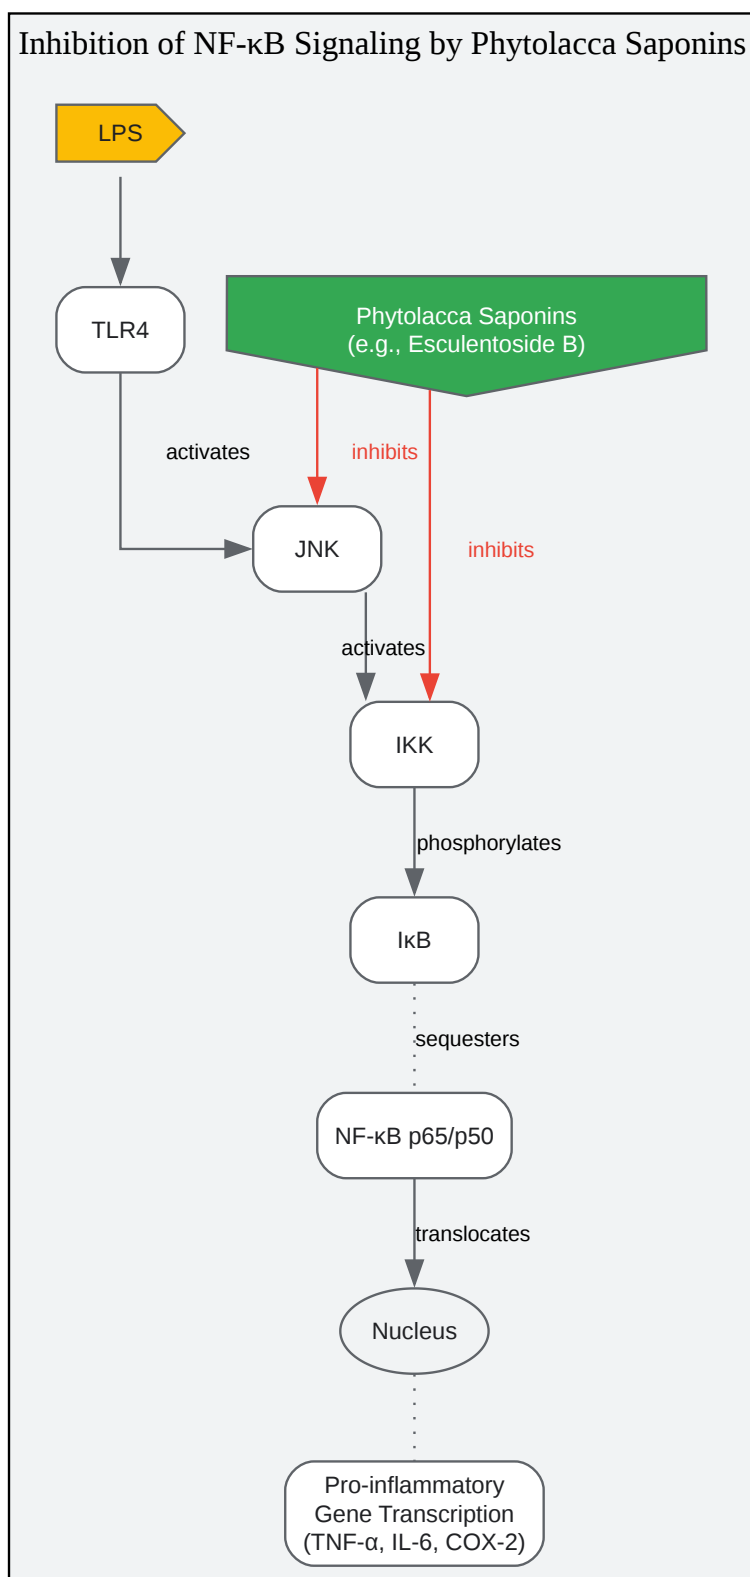 Inhibition of NF-κB Signaling by Phytolacca Saponins
LPS
TLR4
Phytolacca Saponins
(e.g., Esculentoside B)
activates
inhibits
JNK
inhibits
activates
IKK
phosphorylates
IκB
sequesters
NF-κB p65/p50
translocates
Nucleus
Pro-inflammatory
Gene Transcription
(TNF-α, IL-6, COX-2)